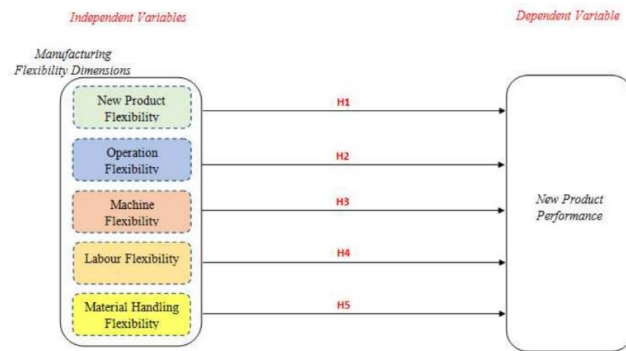 Independent Variables
Dependent Variable
Manufacturing
Flexibility Dimensions
New Product
Flexibility
H1
Operation
Flexibility
H2
Machine
Flexibility
H3
New Product
Performance
Labour Flexibility
H4
Material Handling
Flexibility
H5